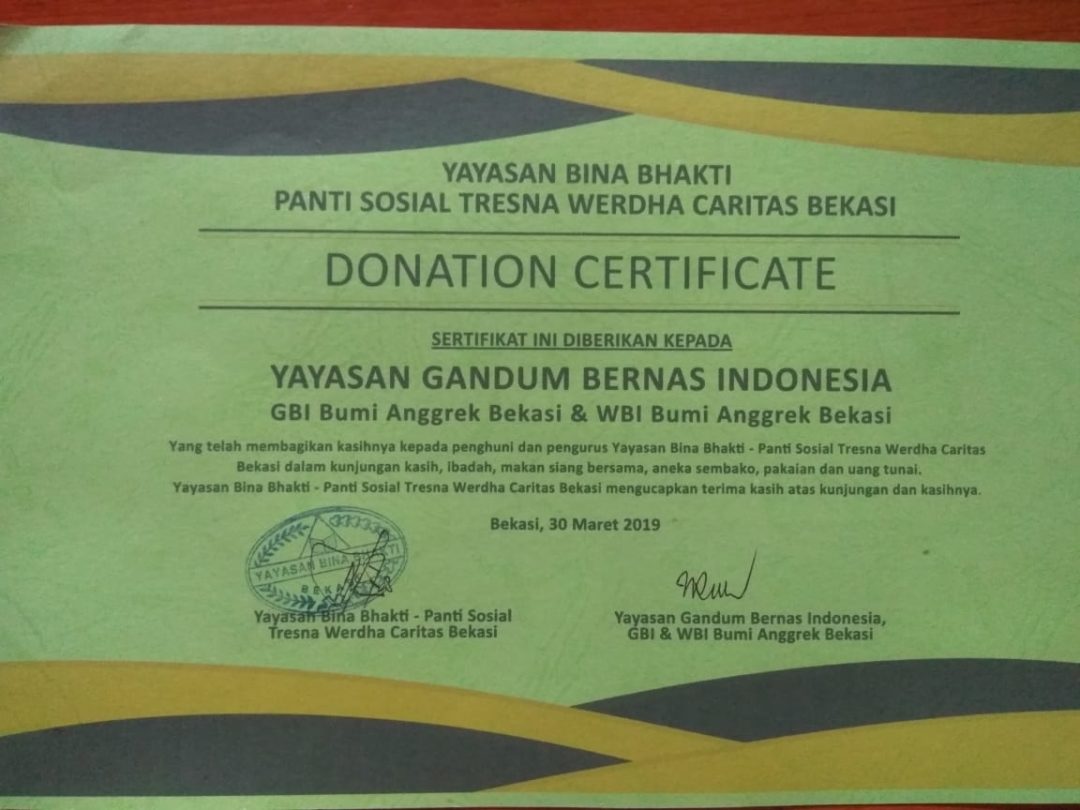 YAYASAN BINA BHAKTI
PANTI SOSIAL TRESNA WERDHA CARITAS BEKASI
DONATION CERTIFICATE
SERTIFIKAT INI DIBERIKAN KEPADA
YAYASAN GANDUM BERNAS INDONESIA
GBI Bumi Anggrek Bekasi & WBI Bumi Anggrek Bekasi
Yang telah membagikan kasihnya kepada penghuni dan pengurus Yayasan Bina Bhakti - Panti Sosial Tresna Werdha Caritas
Bekasi dalam kunjungan kasih, ibadah, makan siang bersama, aneka sembako, pakaian dan uang tunai.
Yayasan Bina Bhakti - Panti Sosial Tresna Werdha Caritas Bekasi mengucapkan terima kasih atas kunjungan dan kasihnya.
Bekasi, 30 Maret 2019
YAYASAN BINA
Yayasan Bina Bhakti - Panti Sosial
Tresna Werdha Caritas Bekasi
Yayasan Gandum Bernas Indonesia,
GBI & WBI Bumi Anggrek Bekasi